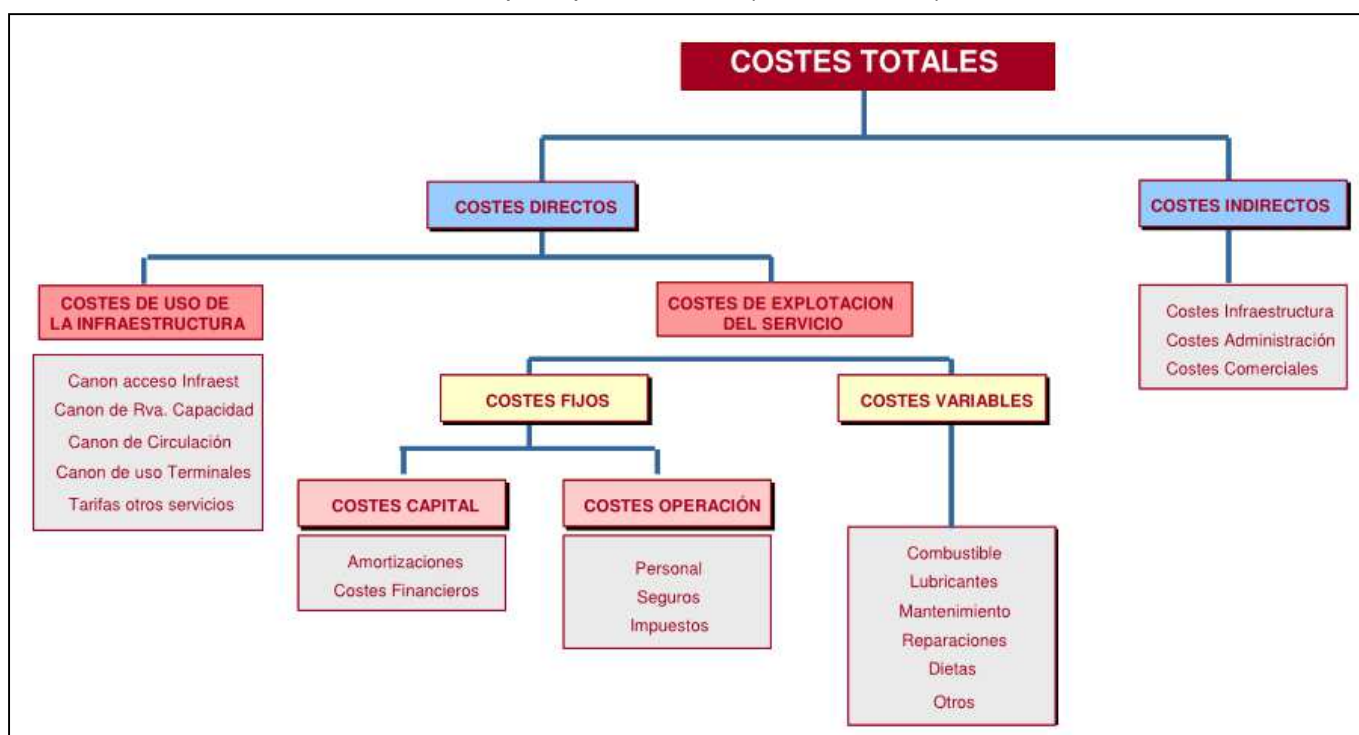 COSTES TOTALES
COSTES DIRECTOS
COSTES INDIRECTOS
COSTES DE USO DE
LA INFRAESTRUCTURA
COSTES DE EXPLOTACION
DEL SERVICIO
Costes Infraestructura
Costes Administración
Costes Comerciales
Canon acceso Infraest
Canon de Rva. Capacidad
Canon de Circulación
Canon de uso Terminales
Tarifas otros servicios
COSTES FIJOS
COSTES VARIABLES
COSTES CAPITAL
COSTES OPERACIÓN
Amortizaciones
Costes Financieros
Personal
Seguros
Impuestos
Combustible
Lubricantes
Mantenimiento
Reparaciones
Dietas
Otros